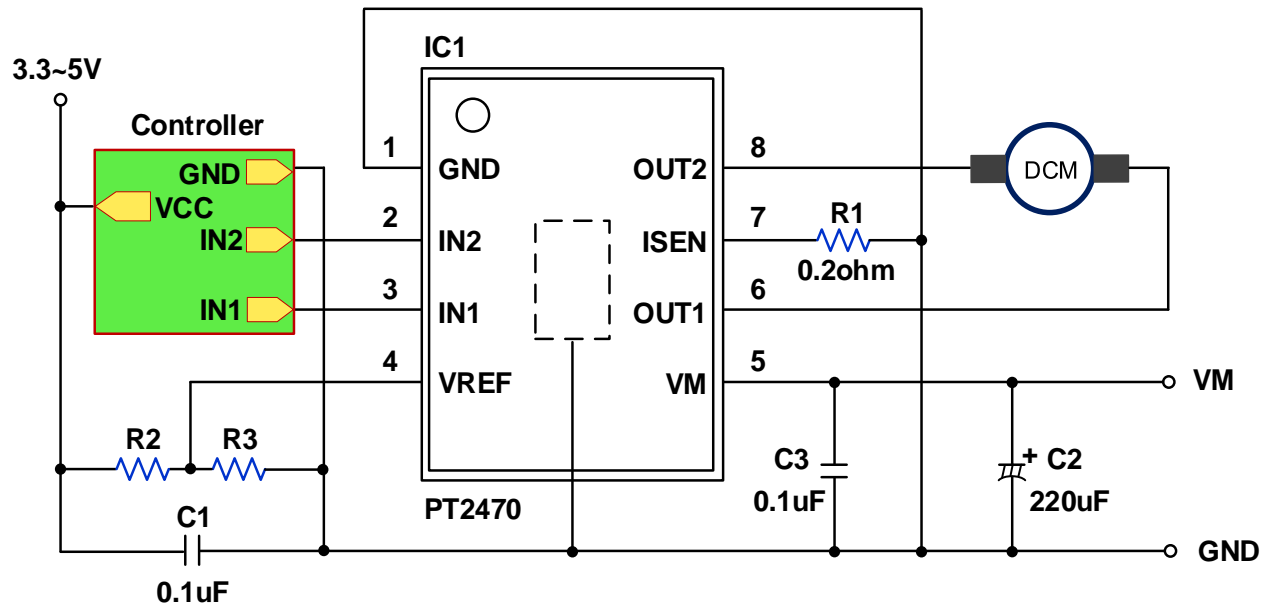 IC1
3.3~5V
Controller
GND
VCC
IN2
IN1
1
2
3
4
GND
IN2
IN1
VREF
OUT2
ISEN
OUT1
VM
8
7
6
5
R1
0.2ohm
DCM
VM
R2
R3
C1
0.1uF
PT2470
C3
0.1uF
+ C2
220uF
GND